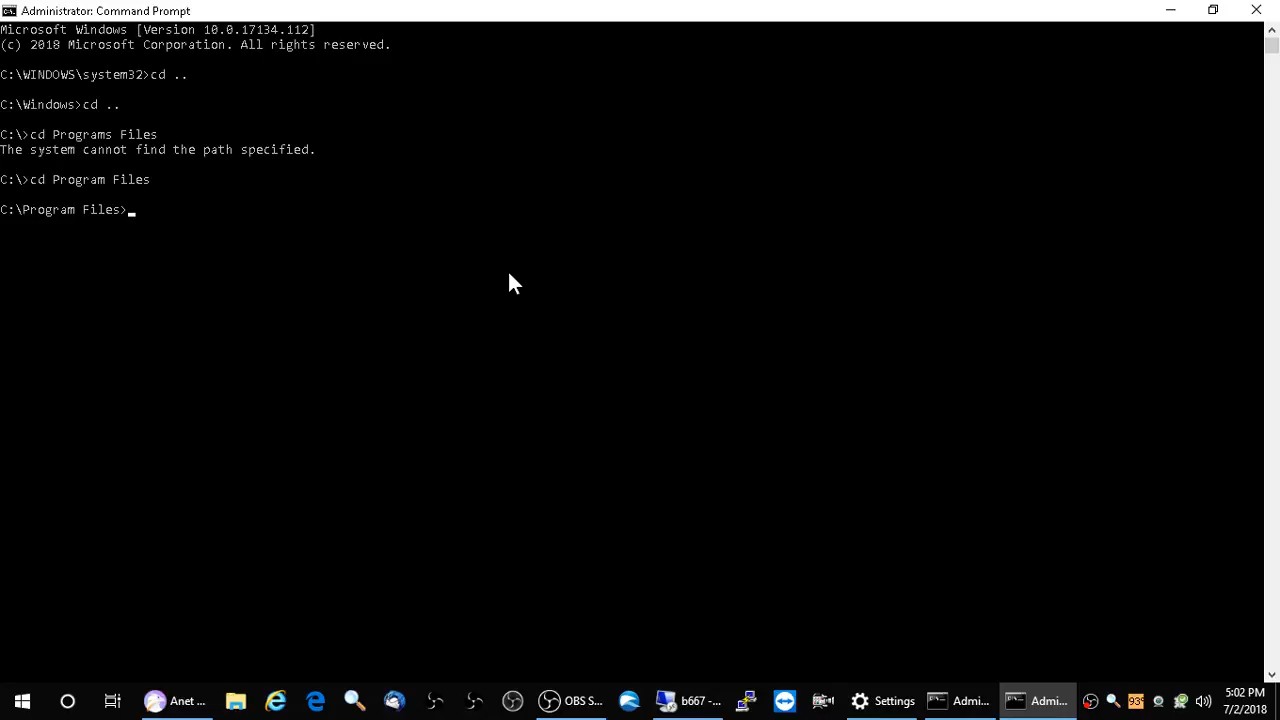 Administrator: Command Prompt
Microsoft Windows [Version 10.0.17134.112]
(c) 2018 Microsoft Corporation. All rights reserved.
C:\WINDOWS\system32>cd ..
C:\Windows>cd ..
C:\>cd Programs Files
The system cannot find the path specified.
C:\>cd Program Files
C:\Program Files>
Anet ... OBS S... b667 -... Settings Admi... Admi... 93° 5:02 PM
7/2/2018